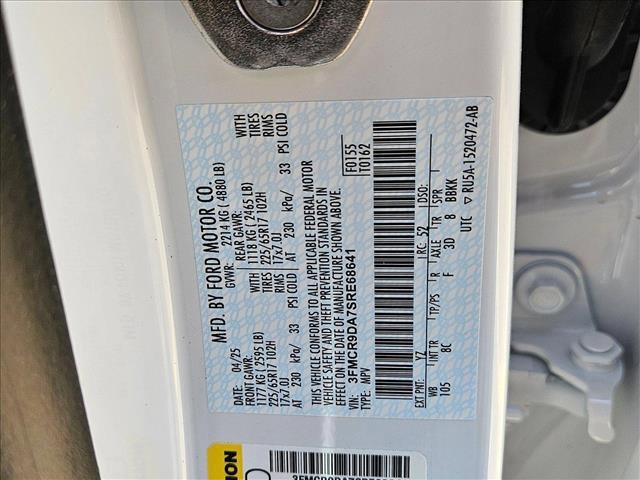 MFD. BY FORD MOTOR CO.
04/25 GVWR: 2214 KG ( 4880 LB)
FRONT GAWR: REAR GAWR:
1177 KG ( 2595 LB) 1118 KG ( 2465 LB) WITH
225/65R17 102H 225/65R17 102H TIRES
17x7.0J 17x7.0J RIMS
AT 230 kPa/ 33 PSI COLD AT 230 kPa/ 33 PSI COLD
WITH
TIRES
RIMS
THIS VEHICLE CONFORMS TO ALL APPLICABLE FEDERAL MOTOR
VEHICLE SAFETY AND THEFT PREVENTION STANDARDS IN
EFFECT ON THE DATE OF MANUFACTURE SHOWN ABOVE.
VIN: 3FMCR9DA7SRE68641
TYPE: MPV
F0155
T0162
EXT PNT: YZ RC: 52 DSO:
WB INT TR TP/PS R AXLE TR SPR
105 8C F 3D 8 BBKK
UTC ▽ RU5A-1520472-AB